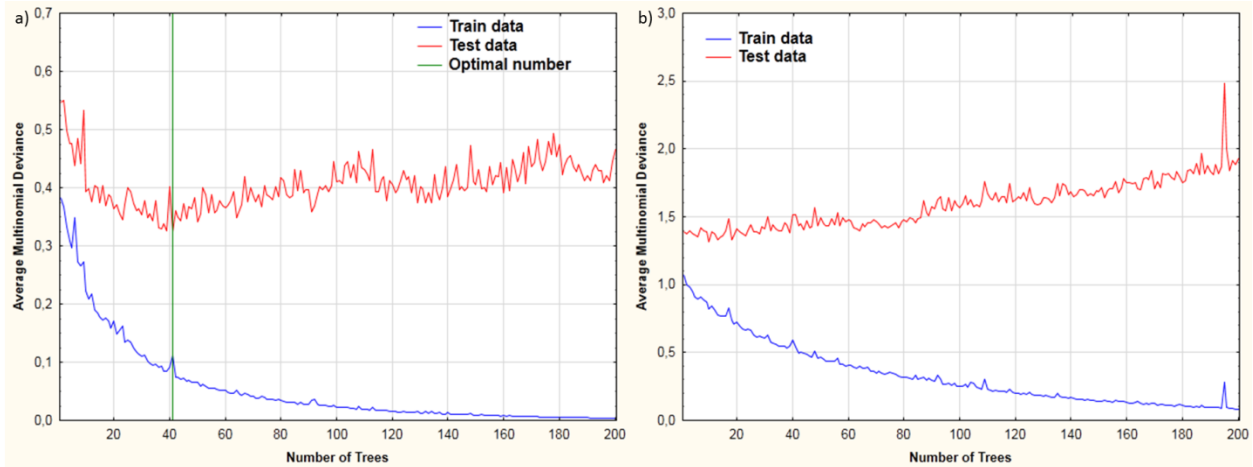 a)
0,7
0,6
0,5
0,4
0,3
0,2
0,1
0,0
Average Multinomial Deviance
Train data
Test data
Optimal number
20 40 60 80 100 120 140 160 180 200
Number of Trees
b)
3,0
2,5
2,0
1,5
1,0
0,5
0,0
Average Multinomial Deviance
Train data
Test data
20 40 60 80 100 120 140 160 180 200
Number of Trees